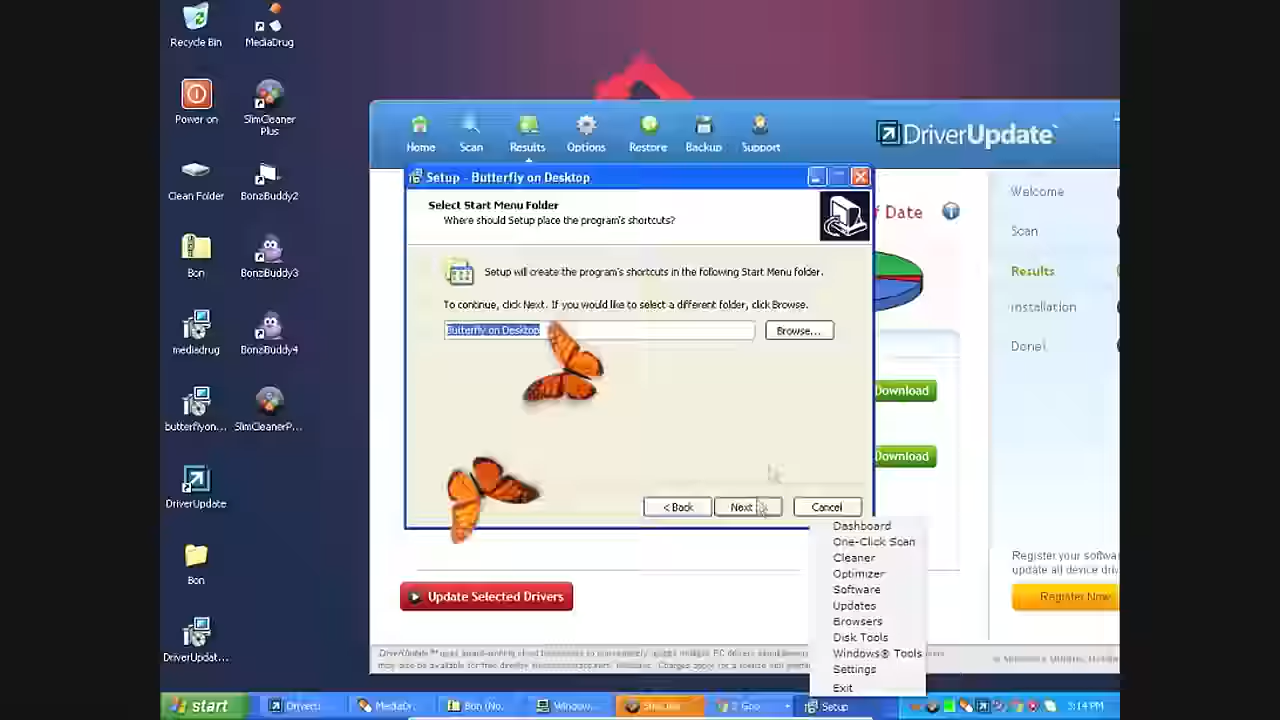 Recycle Bin
MediaDrug
Power on
SlimCleaner
Plus
Clean Folder
BonziBuddy2
Bon
BonziBuddy3
mediadrug
BonziBuddy4
butterflyon...
SlimCleanerP...
DriverUpdate
Bon
DriverUpdat...
Home
Scan
Results
Options
Restore
Backup
Support
DriverUpdate
Setup - Butterfly on Desktop
Select Start Menu Folder
Where should Setup place the program's shortcuts?
Setup will create the program's shortcuts in the following Start Menu folder.
To continue, click Next. If you would like to select a different folder, click Browse.
Butterfly on Desktop
Browse...
< Back
Next
Cancel
f Date
Download
Download
Welcome
Scan
Results
Installation
Done!
Register your softwa
update all device driv
Register Now
Update Selected Drivers
Dashboard
One-Click Scan
Cleaner
Optimizer
Software
Updates
Browsers
Disk Tools
Windows® Tools
Settings
Exit
start
MediaDr...
Bon (No...
Window...
2 Goo
Setup
3:14 PM